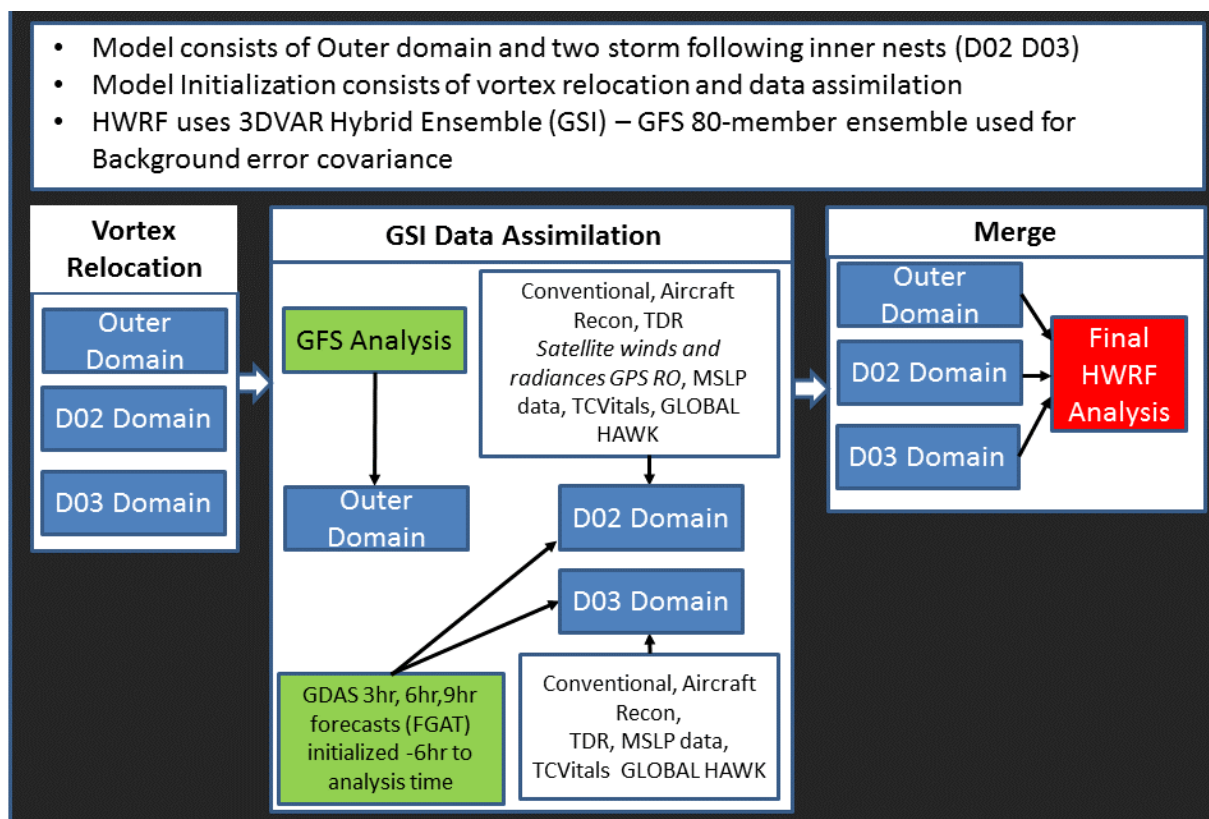 • Model consists of Outer domain and two storm following inner nests (D02 D03)
• Model Initialization consists of vortex relocation and data assimilation
• HWRF uses 3DVAR Hybrid Ensemble (GSI) – GFS 80-member ensemble used for
Background error covariance
Vortex
Relocation
Outer
Domain
D02 Domain
D03 Domain
GSI Data Assimilation
GFS Analysis
Outer
Domain
Conventional, Aircraft
Recon, TDR
Satellite winds and
radiances GPS RO, MSLP
data, TCVitals, GLOBAL
HAWK
D02 Domain
D03 Domain
GDAS 3hr, 6hr,9hr
forecasts (FGAT)
initialized -6hr to
analysis time
Conventional, Aircraft
Recon,
TDR, MSLP data,
TCVitals GLOBAL HAWK
Merge
Outer
Domain
D02 Domain
D03 Domain
Final
HWRF
Analysis